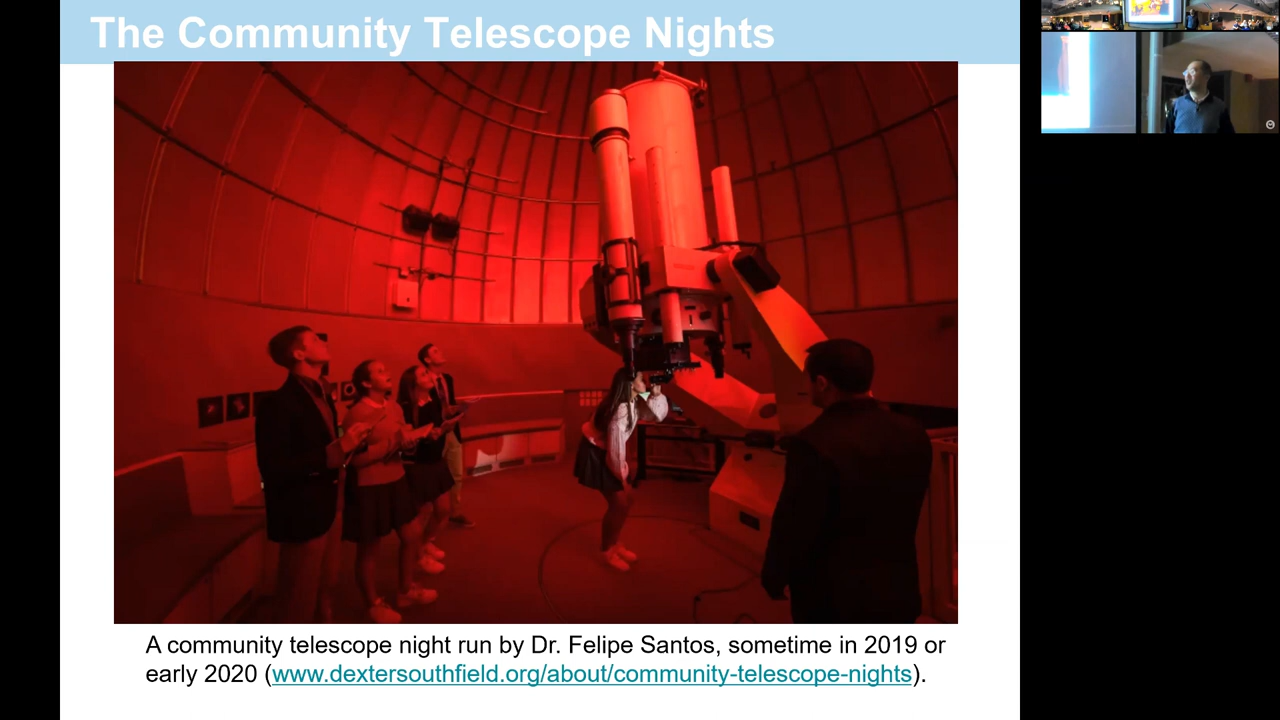 The Community Telescope Nights
A community telescope night run by Dr. Felipe Santos, sometime in 2019 or
early 2020 (www.dextersouthfield.org/about/community-telescope-nights).